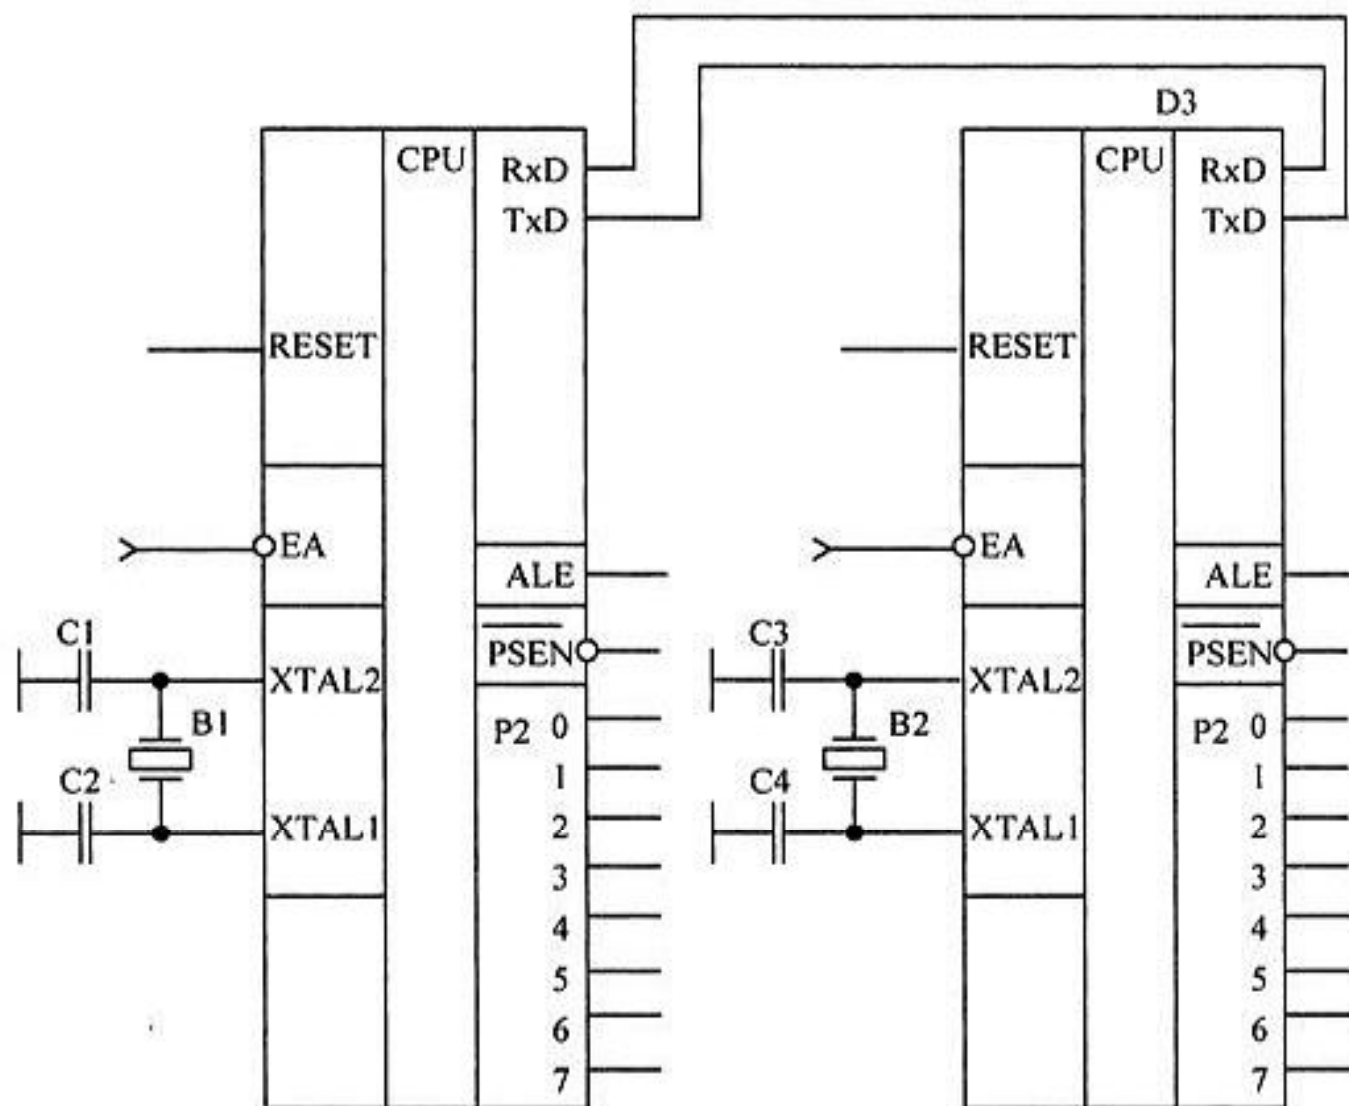 D3
CPU
RxD
TxD
RESET
EA
ALE
PSEN
C1
XTAL2
B1
C2
XTAL1
P2 0
1
2
3
4
5
6
7
CPU
RxD
TxD
RESET
EA
ALE
PSEN
C3
XTAL2
B2
C4
XTAL1
P2 0
1
2
3
4
5
6
7